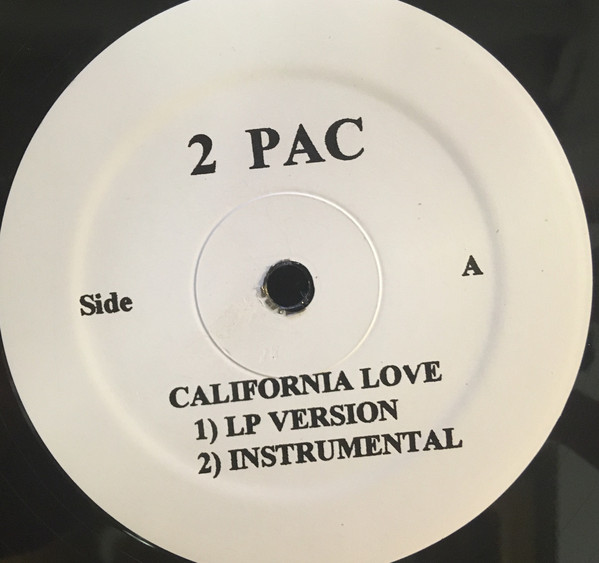 2 PAC
Side A
CALIFORNIA LOVE
1) LP VERSION
2) INSTRUMENTAL